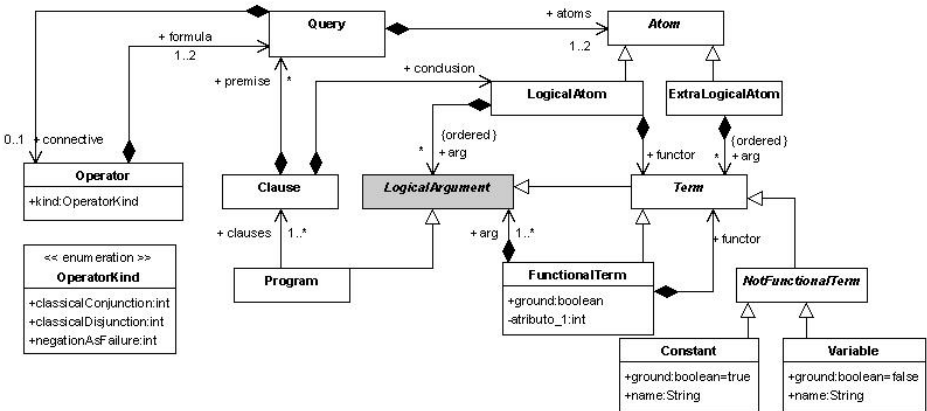 Query
+ atoms
Atom
+ formula
1..2
1..2
+ premise
*
+ conclusion
LogicalAtom
ExtraLogicalAtom
0..1
+ connective
{ordered}
* + arg
+ functor
{ordered}
* + arg
Operator
+kind:OperatorKind
Clause
LogicalArgument
Term
+ clauses
1..*
+ arg
1..*
+ functor
<< enumeration >>
OperatorKind
+classicalConjunction:int
+classicalDisjunction:int
+negationAsFailure:int
Program
FunctionalTerm
+ground:boolean
-atributo_1:int
NotFunctionalTerm
Constant
+ground:boolean=true
+name:String
Variable
+ground:boolean=false
+name:String